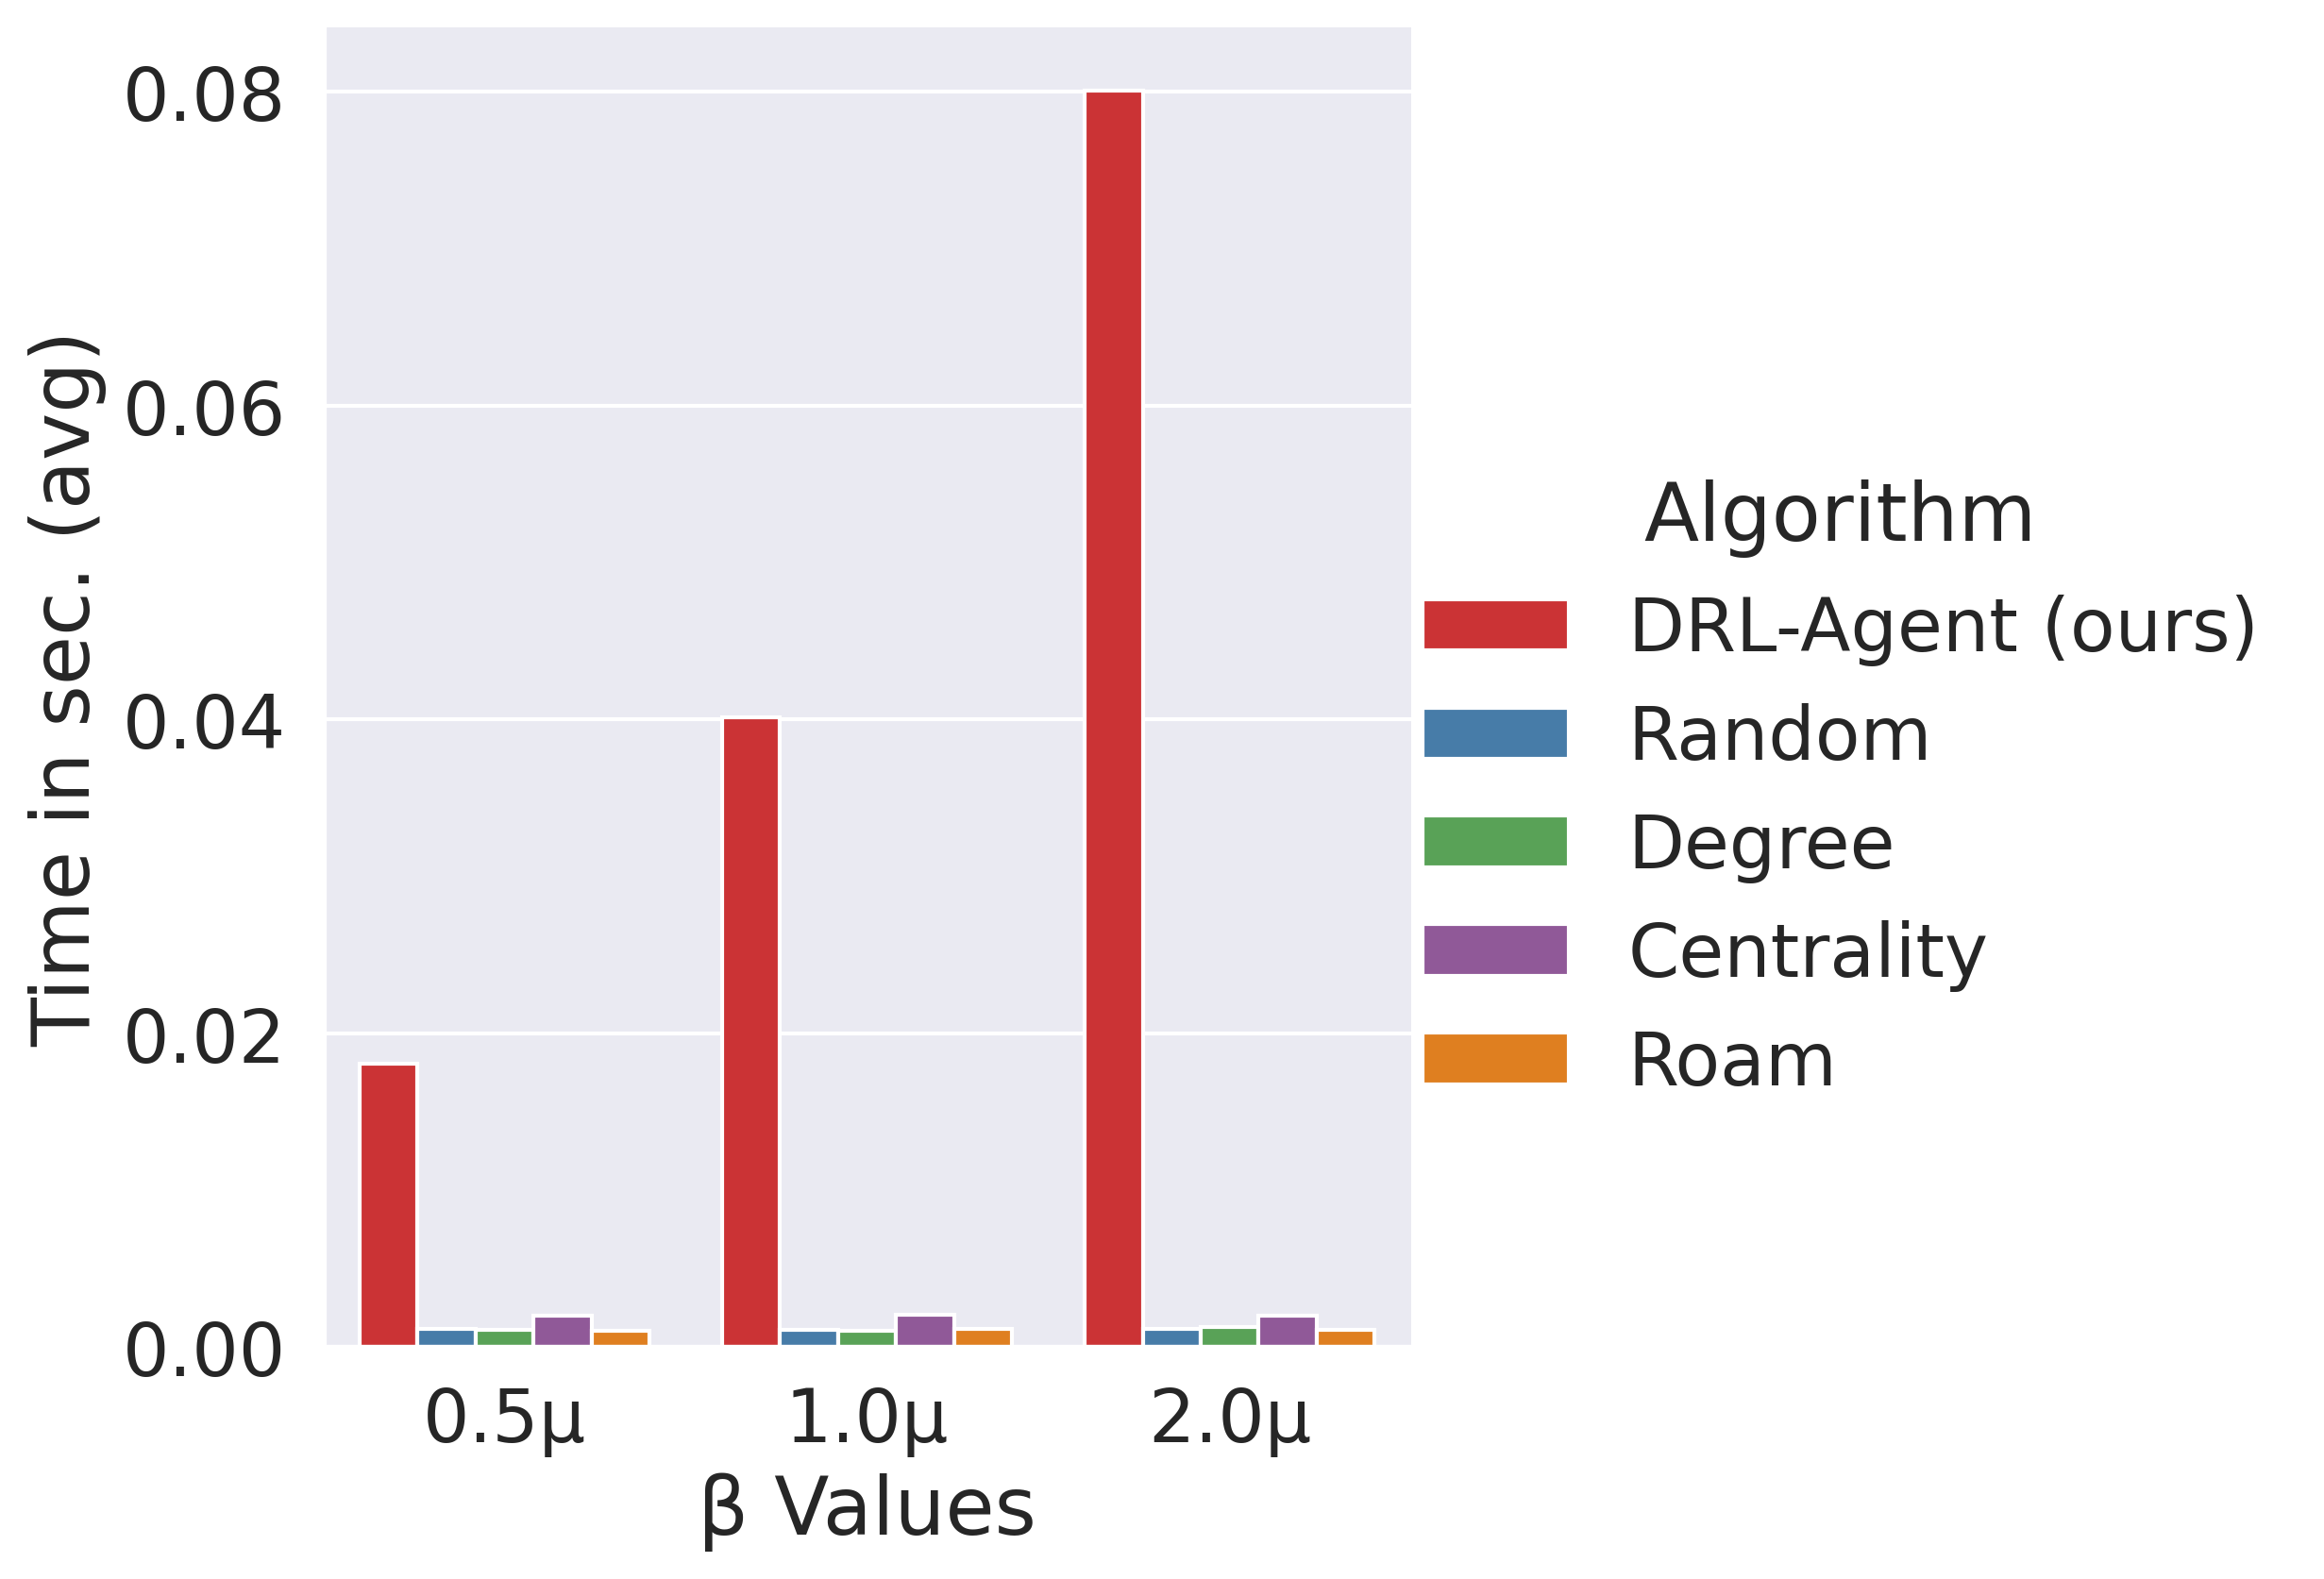 Time in sec. (avg)
0.08
0.06
0.04
0.02
0.00
0.5μ
1.0μ
2.0μ
β Values
Algorithm
DRL-Agent (ours)
Random
Degree
Centrality
Roam